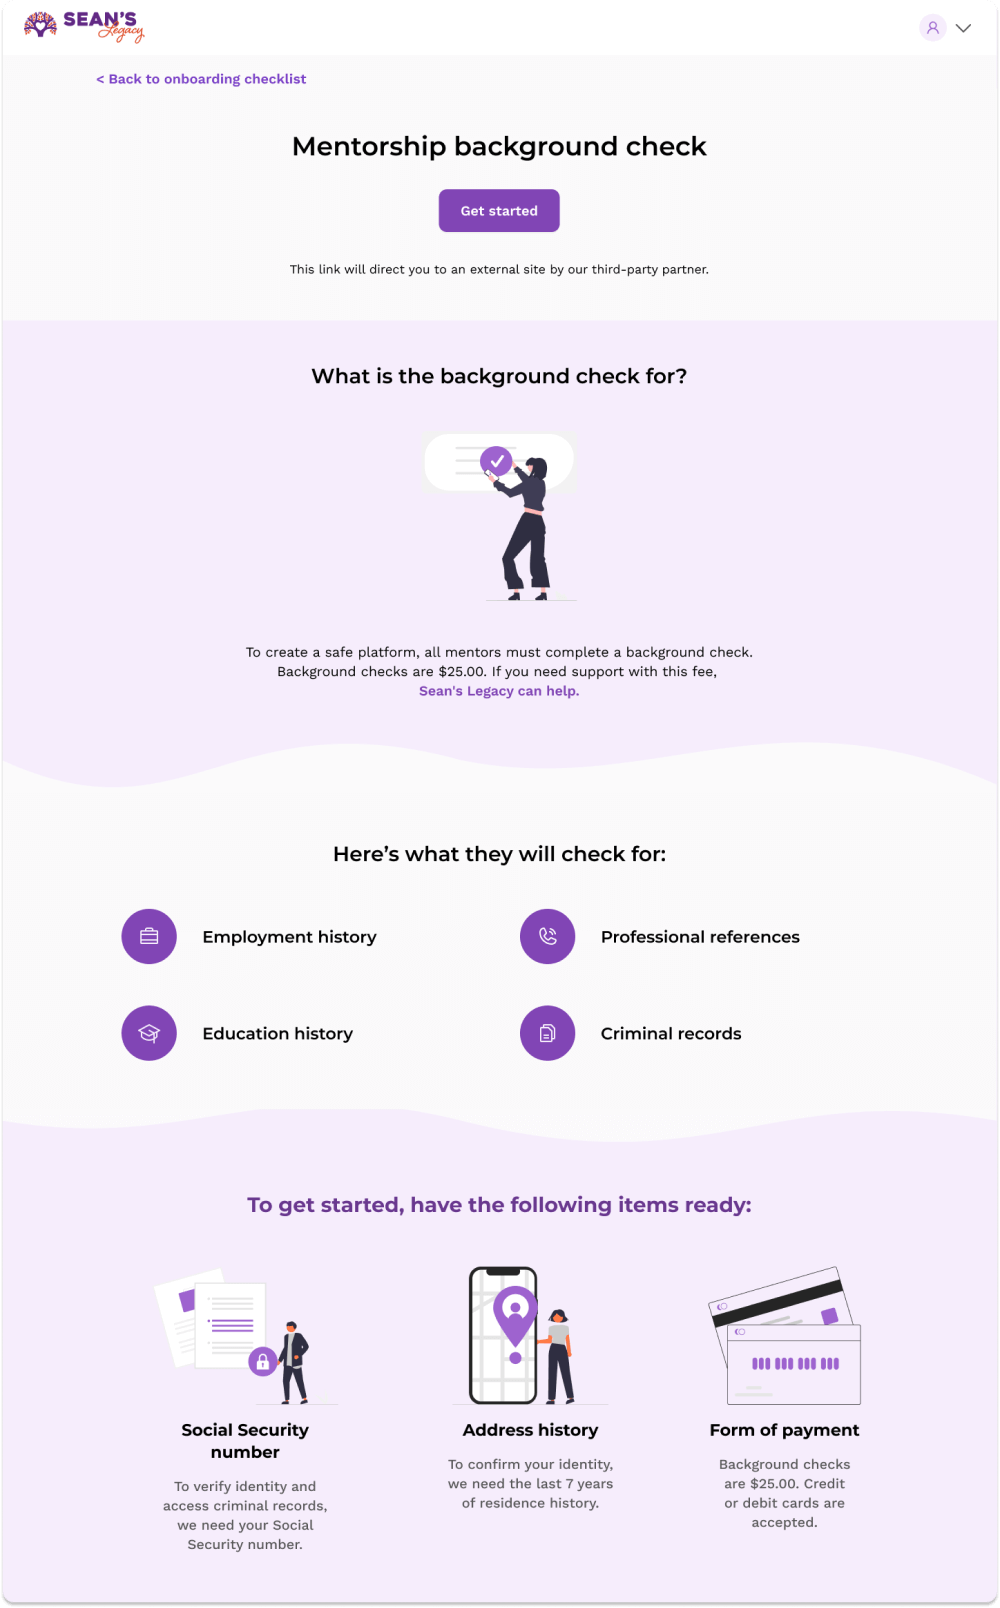 SEAN'S
Legacy
< Back to onboarding checklist
Mentorship background check
Get started
This link will direct you to an external site by our third-party partner.
What is the background check for?
To create a safe platform, all mentors must complete a background check.
Background checks are $25.00. If you need support with this fee,
Sean's Legacy can help.
Here’s what they will check for:
Employment history
Professional references
Education history
Criminal records
To get started, have the following items ready:
Social Security
number
To verify identity and
access criminal records,
we need your Social
Security number.
Address history
To confirm your identity,
we need the last 7 years
of residence history.
Form of payment
Background checks
are $25.00. Credit
or debit cards are
accepted.